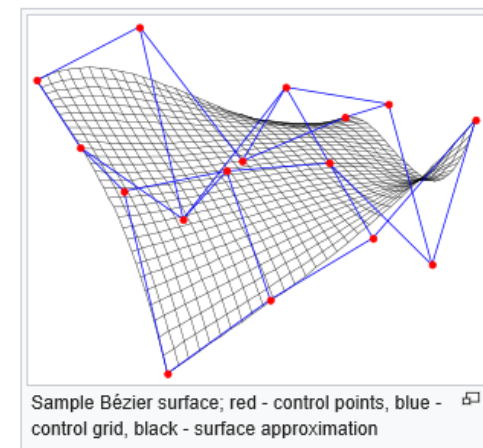 Sample Bézier surface; red - control points, blue -
control grid, black - surface approximation